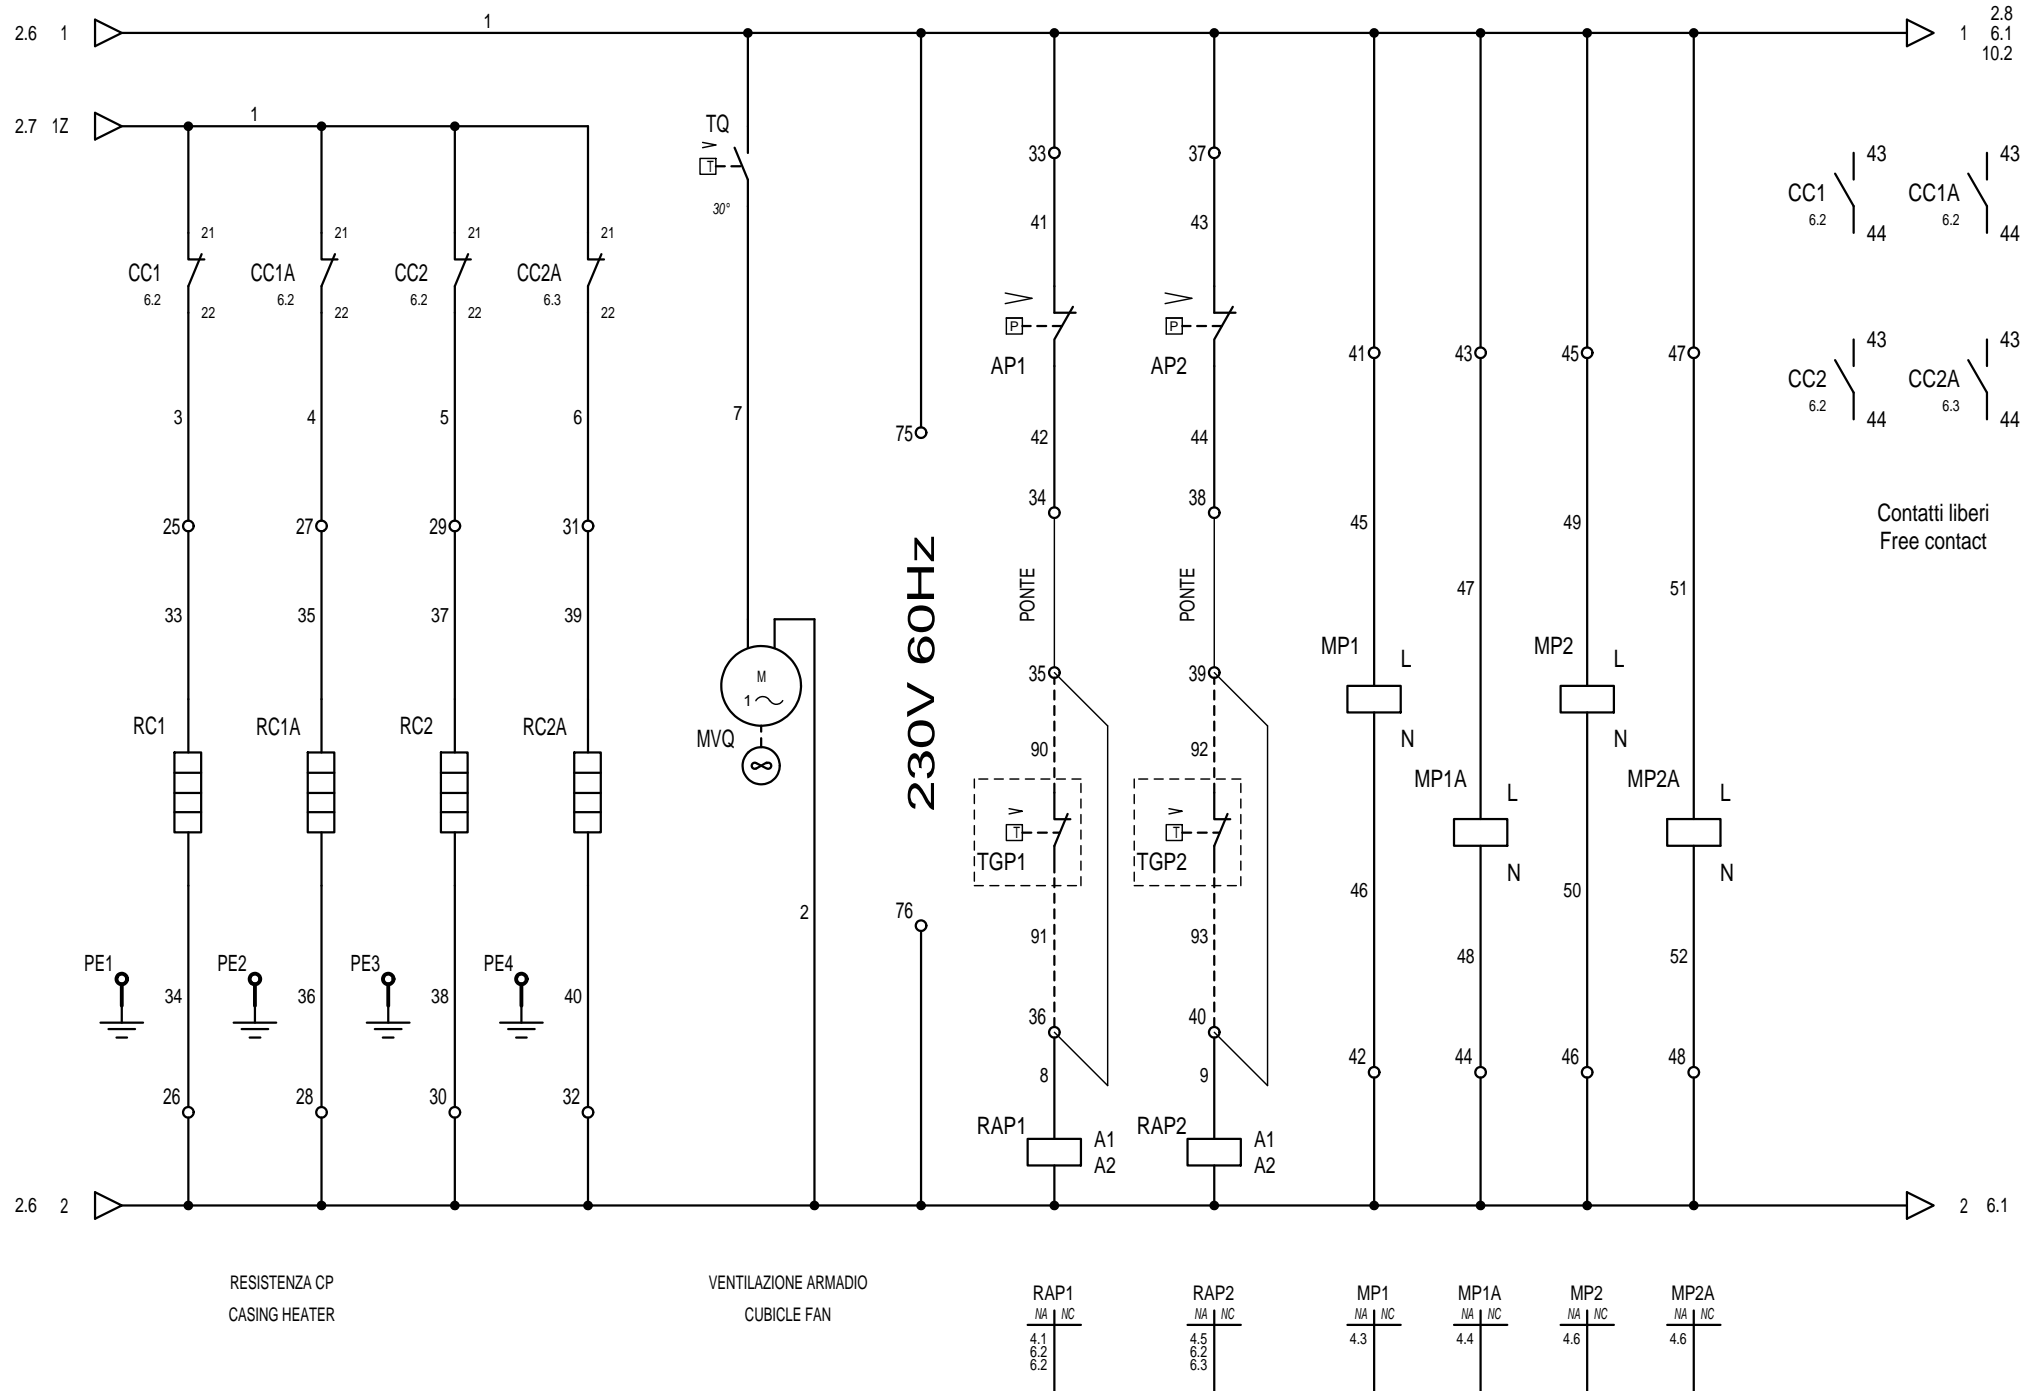 2.6 1
1
1 2.8
6.1
10.2
2.7 1Z
1
TQ
T
30°
33
37
43
43
CC1
6.2
CC1A
6.2
44
44
41
43
21
21
21
21
CC1
6.2
CC1A
6.2
CC2
6.2
CC2A
6.3
22
22
22
22
P
P
AP1
AP2
41
43
45
47
43
43
CC2
6.2
CC2A
6.3
44
44
3
4
5
6
7
75
42
44
34
38
25
27
29
31
45
49
Contatti liberi
Free contact
230V 60Hz
PONTE
PONTE
47
51
33
35
37
39
MP1
L
MP2
L
M
1
35
39
RC1
RC1A
RC2
RC2A
MVQ
N
N
90
92
MP1A
L
MP2A
L
T
T
TGP1
TGP2
N
N
46
50
2
76
91
93
48
52
PE1
PE2
PE3
PE4
34
36
38
40
36
40
42
44
46
48
8
9
26
28
30
32
RAP1
A1
A2
RAP2
A1
A2
2.6 2
2 6.1
RESISTENZA CP
CASING HEATER
VENTILAZIONE ARMADIO
CUBICLE FAN
RAP1
NA NC
4.1
6.2
6.2
RAP2
NA NC
4.5
6.2
6.3
MP1
NA NC
4.3
MP1A
NA NC
4.4
MP2
NA NC
4.6
MP2A
NA NC
4.6